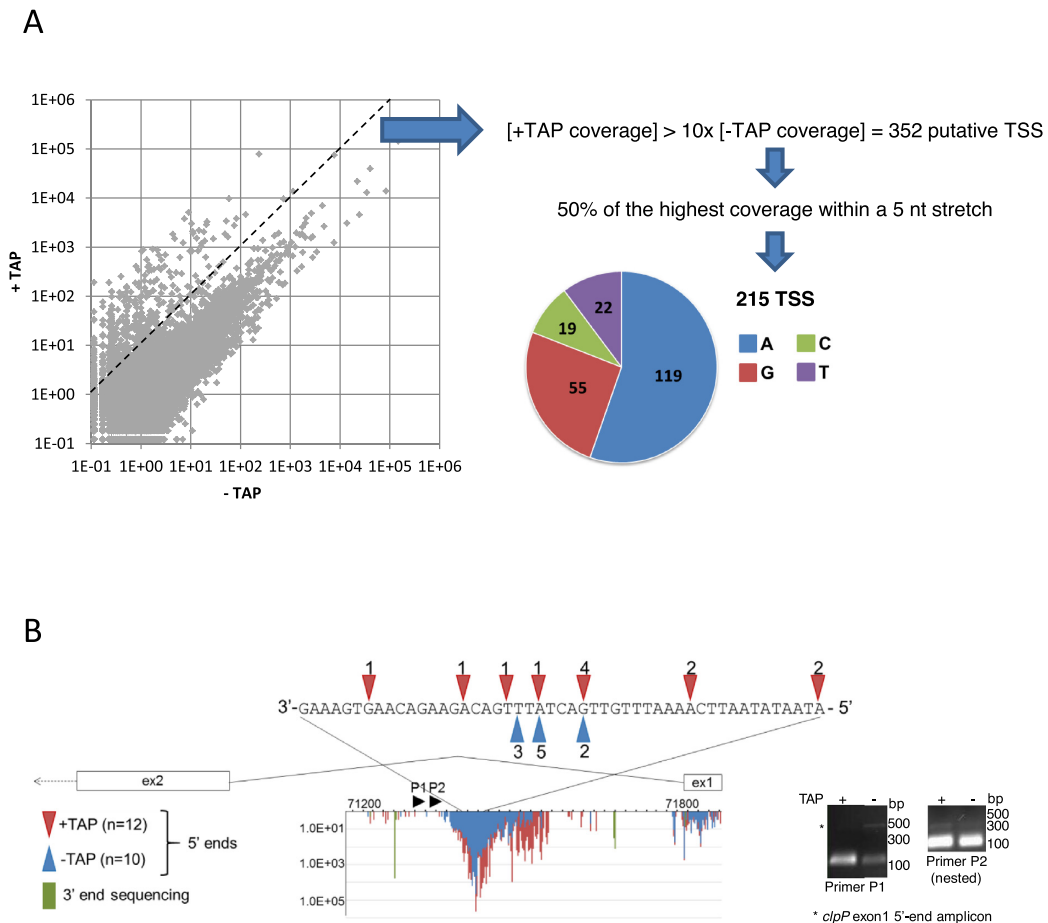 A
1E+06
1E+05
1E+04
1E+03
1E+02
1E+01
1E+00
1E-01
+ TAP
1E-01 1E+00 1E+01 1E+02 1E+03 1E+04 1E+05 1E+06
- TAP
[+TAP coverage] > 10x [-TAP coverage] = 352 putative TSS
50% of the highest coverage within a 5 nt stretch
215 TSS
22
19
55
119
A C
G T
B
1 1 1 1 4 2 2
3'-GAAAGTGAACAGAAGACAGTTTATCAGTTGTTTAAAACTTAATATAATA-5'
3 5 2
ex2
ex1
P1 P2
71200 71800
1.0E+01
1.0E+03
1.0E+05
+TAP (n=12)
-TAP (n=10)
5' ends
3' end sequencing
TAP + - bp
*
500
300
100
Primer P1
+ - bp
500
300
100
Primer P2
(nested)
* clpP exon1 5'-end amplicon